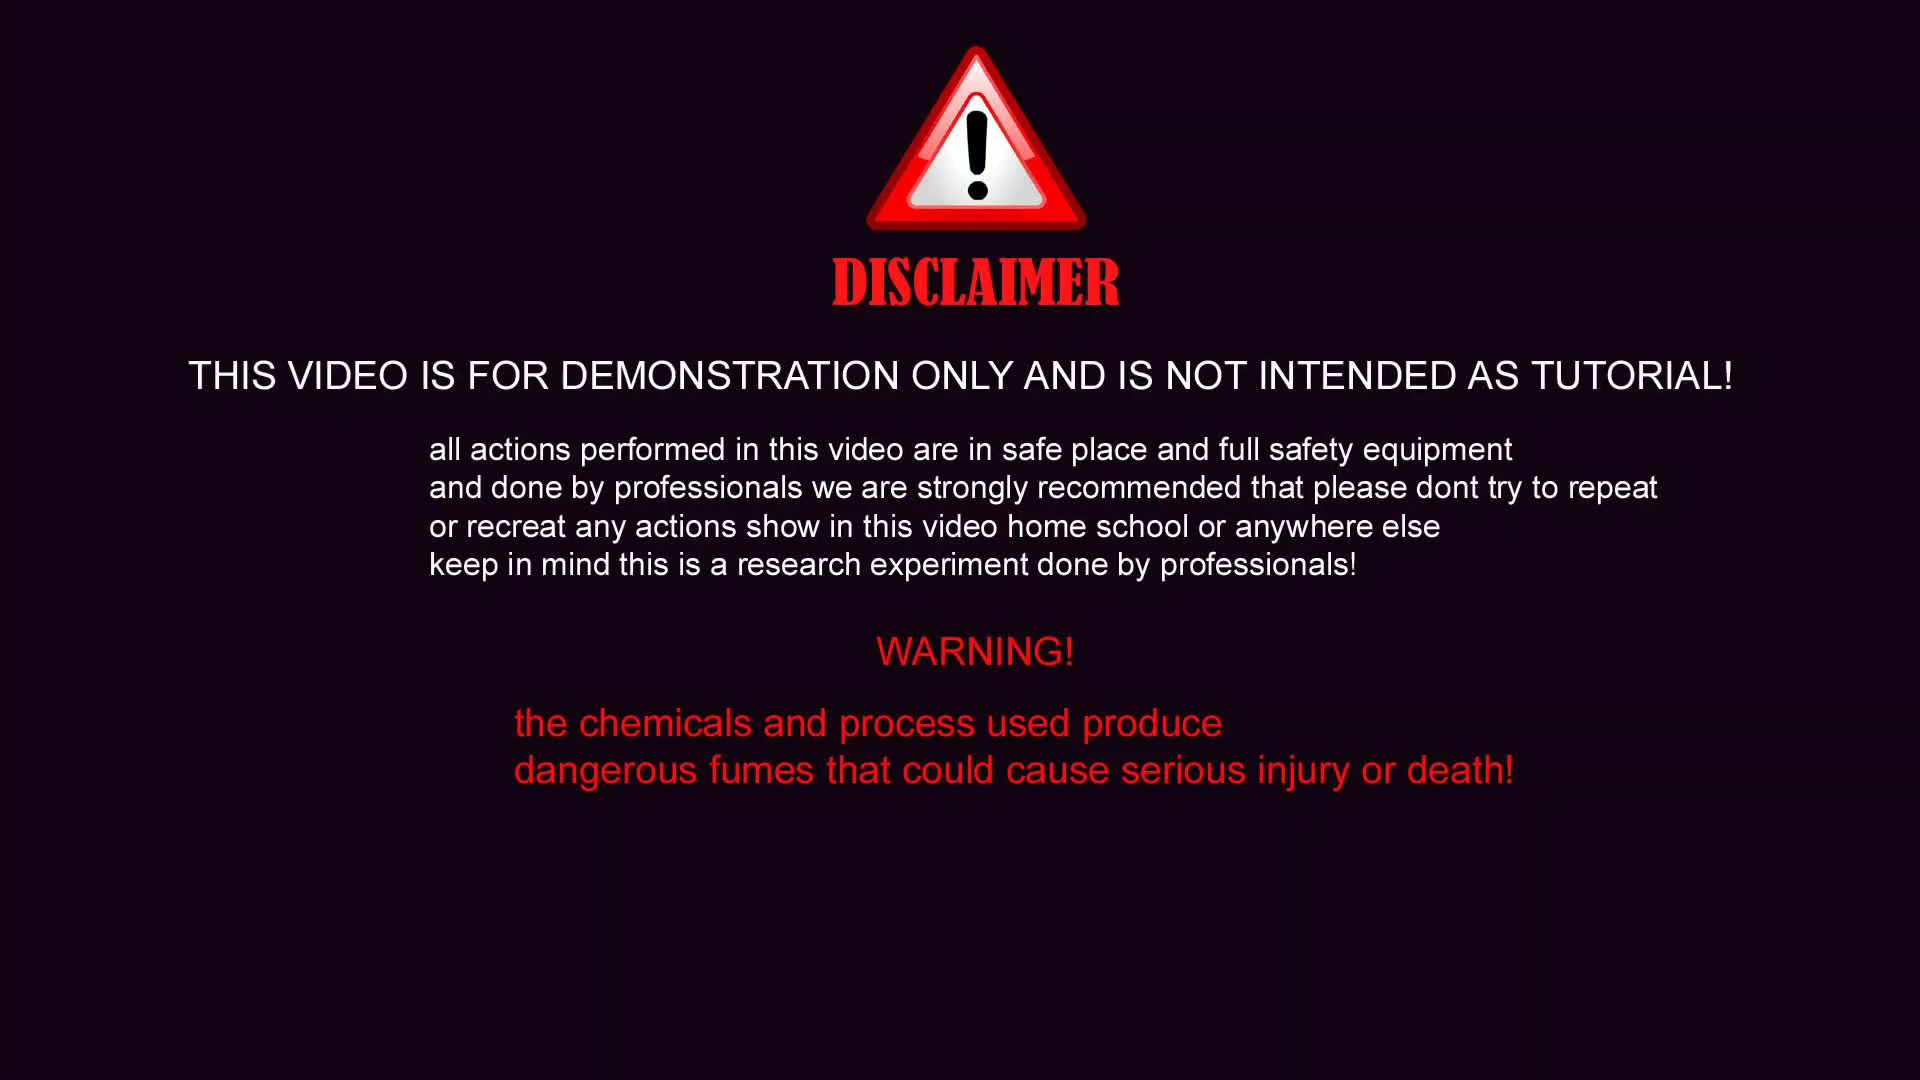 DISCLAIMER
THIS VIDEO IS FOR DEMONSTRATION ONLY AND IS NOT INTENDED AS TUTORIAL!
all actions performed in this video are in safe place and full safety equipment
and done by professionals we are strongly recommended that please dont try to repeat
or recreat any actions show in this video home school or anywhere else
keep in mind this is a research experiment done by professionals!
WARNING!
the chemicals and process used produce
dangerous fumes that could cause serious injury or death!